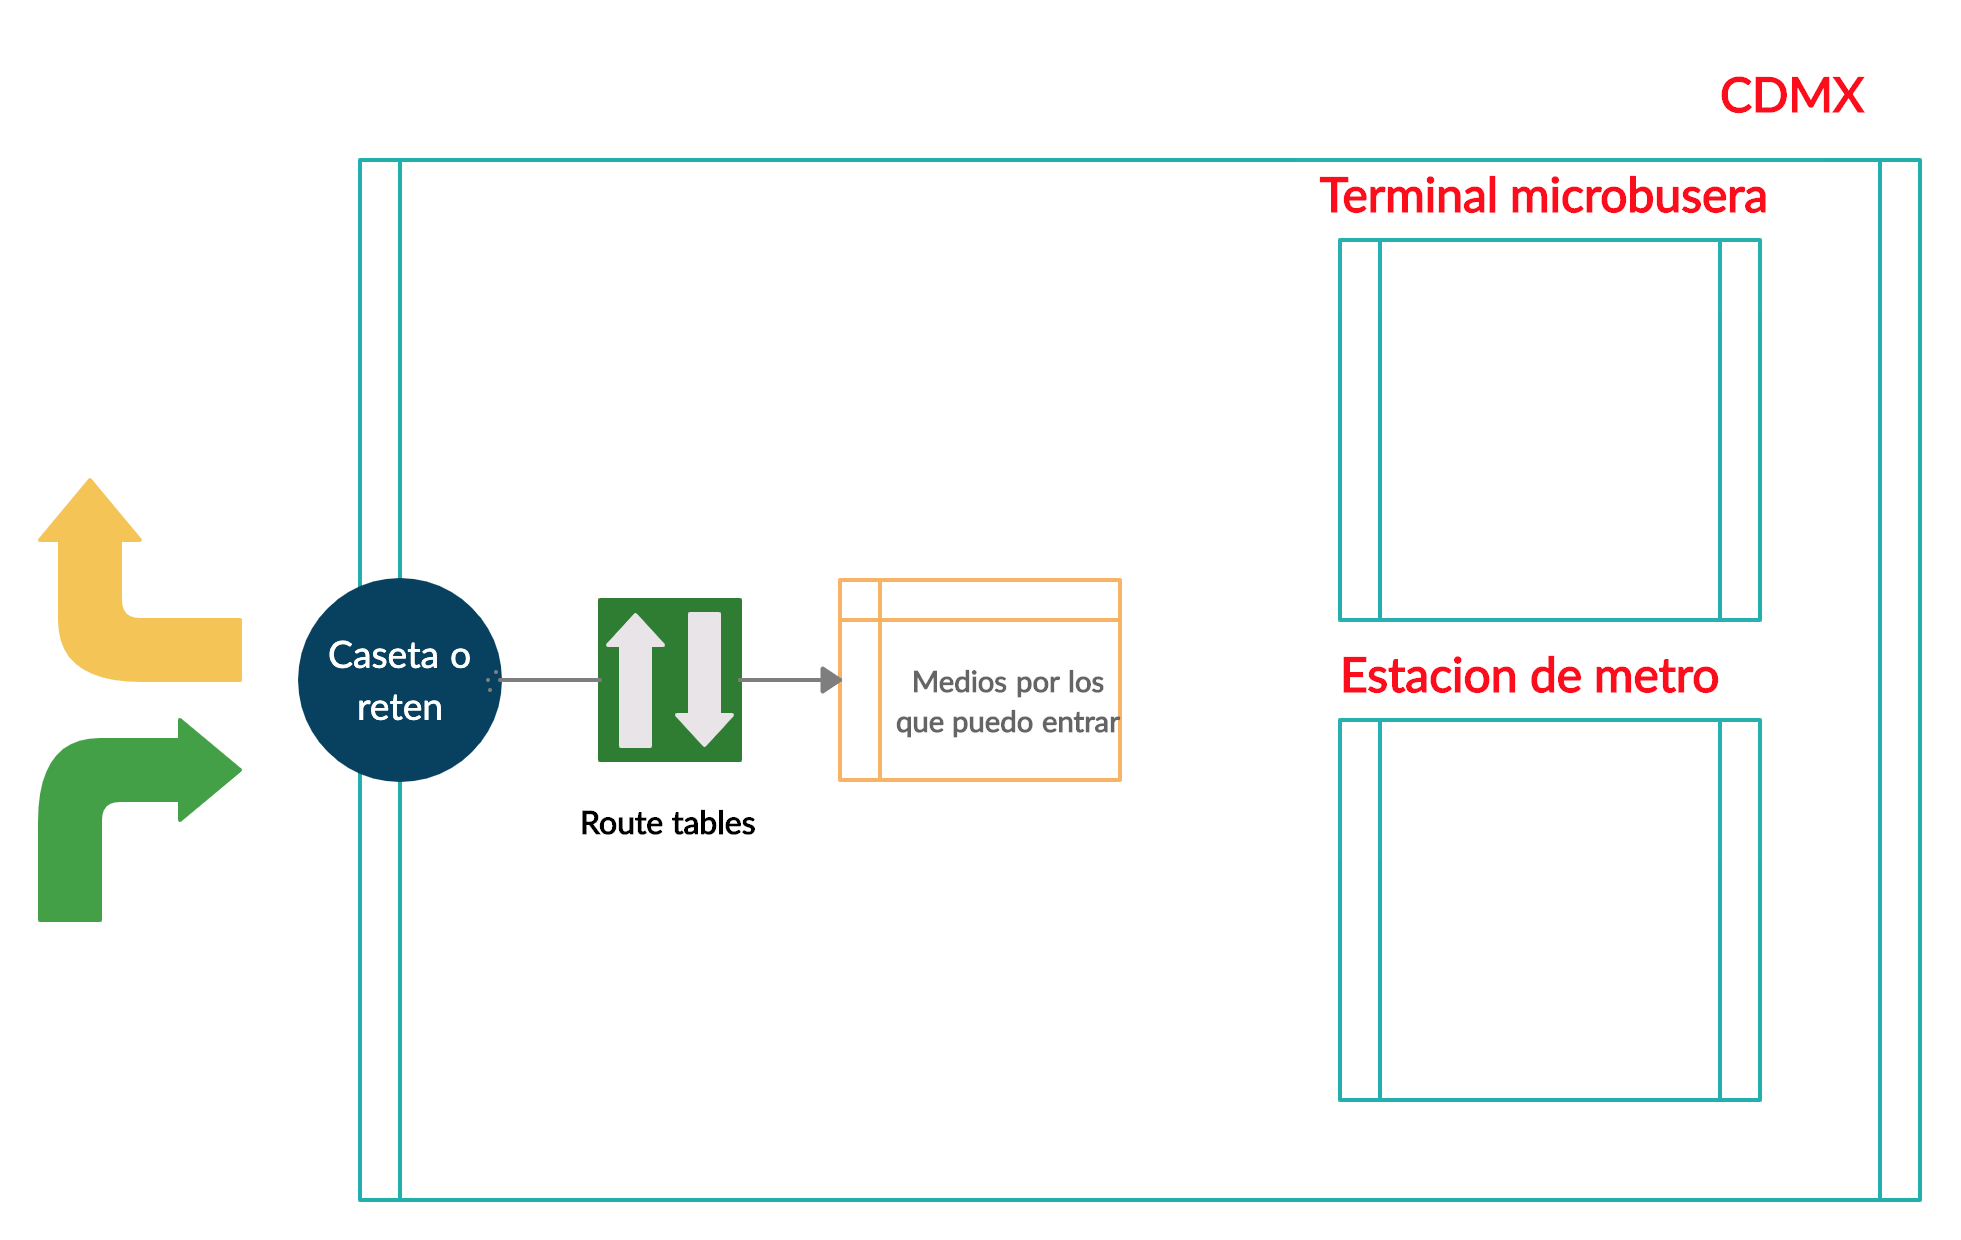 CDMX
Terminal microbusera
Caseta o
reten
Medios por los
que puedo entrar
Estacion de metro
Route tables